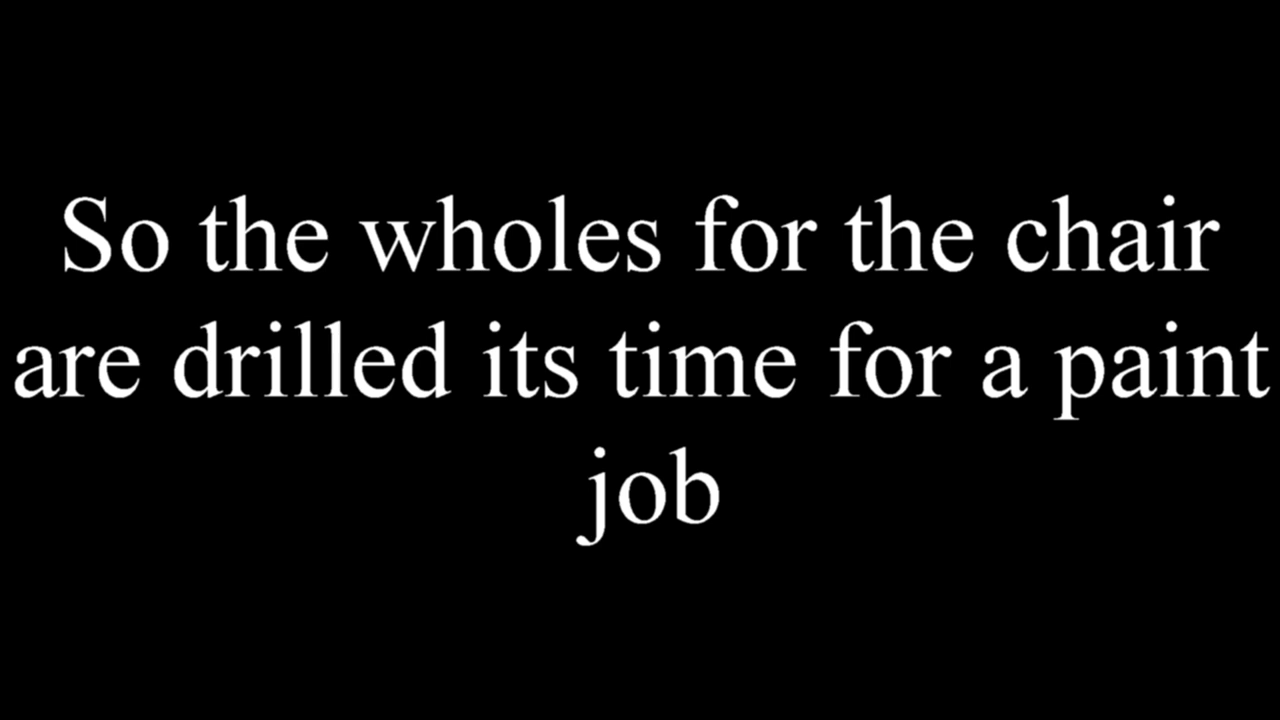 So the wholes for the chair
are drilled its time for a paint
job